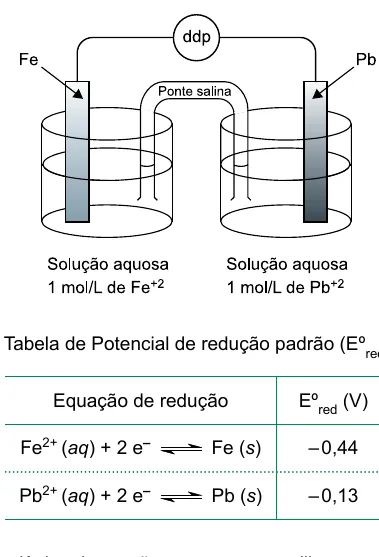 ddp
Fe
Pb
Ponte salina
Solução aquosa
1 mol/L de Fe+2
Solução aquosa
1 mol/L de Pb+2
Tabela de Potencial de redução padrão (Eºred
Equação de redução
Eºred (V)
Fe2+ (aq) + 2 e– ⇌ Fe (s)
–0,44
Pb2+ (aq) + 2 e– ⇌ Pb (s)
–0,13